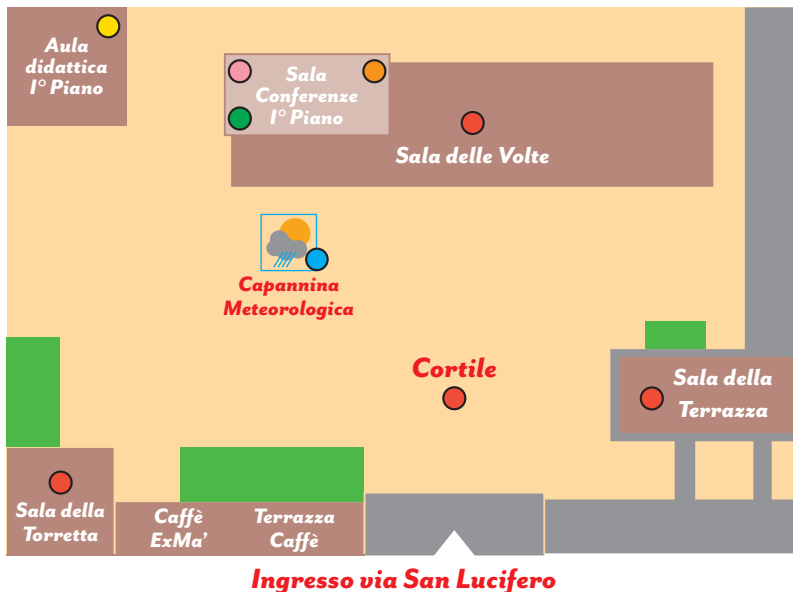 Aula
didattica
I° Piano
Sala
Conferenze
I° Piano
Sala delle Volte
Capannina
Meteorologica
Cortile
Sala della
Terrazza
Sala della
Torretta
Caffè
ExMa’
Terrazza
Caffè
Ingresso via San Lucifero